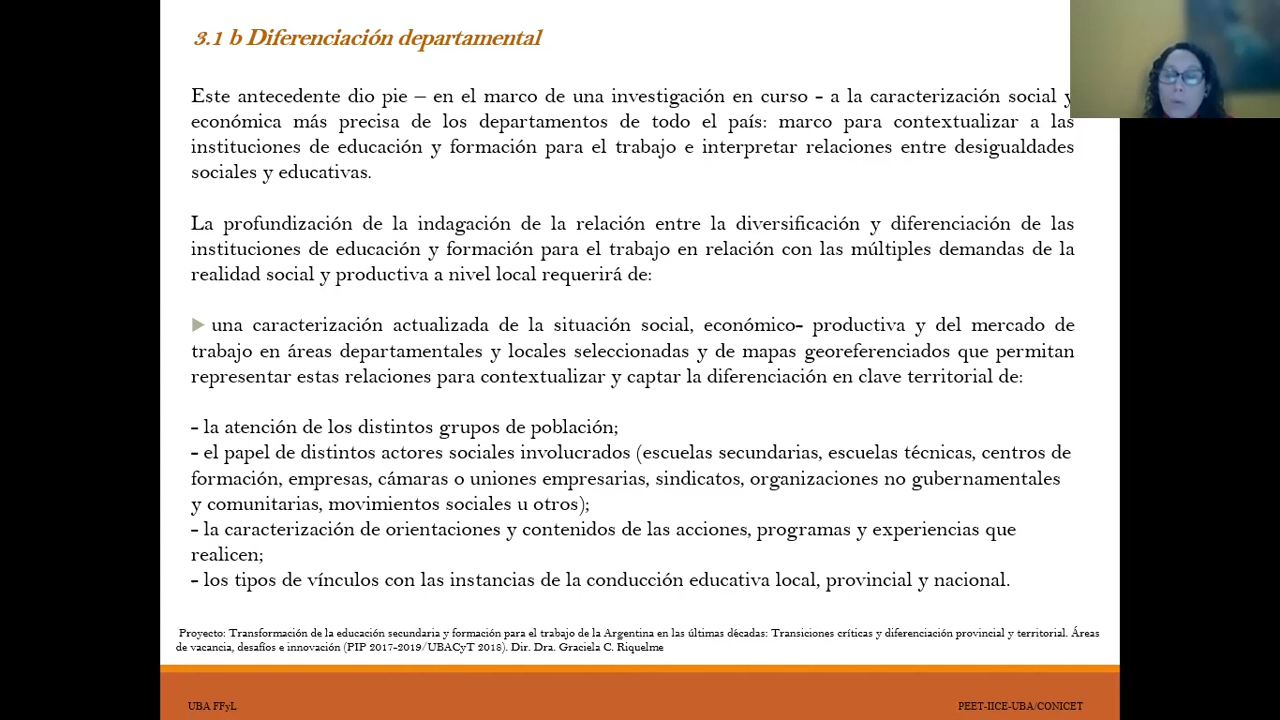 3.1 b Diferenciación departamental
Este antecedente dio pie – en el marco de una investigación en curso - a la caracterización social y
económica más precisa de los departamentos de todo el país: marco para contextualizar a las
instituciones de educación y formación para el trabajo e interpretar relaciones entre desigualdades
sociales y educativas.
La profundización de la indagación de la relación entre la diversificación y diferenciación de las
instituciones de educación y formación para el trabajo en relación con las múltiples demandas de la
realidad social y productiva a nivel local requerirá de:
una caracterización actualizada de la situación social, económico- productiva y del mercado de
trabajo en áreas departamentales y locales seleccionadas y de mapas georeferenciados que permitan
representar estas relaciones para contextualizar y captar la diferenciación en clave territorial de:
- la atención de los distintos grupos de población;
- el papel de distintos actores sociales involucrados (escuelas secundarias, escuelas técnicas, centros de
formación, empresas, cámaras o uniones empresarias, sindicatos, organizaciones no gubernamentales
y comunitarias, movimientos sociales u otros);
- la caracterización de orientaciones y contenidos de las acciones, programas y experiencias que
realicen;
- los tipos de vínculos con las instancias de la conducción educativa local, provincial y nacional.
Proyecto: Transformación de la educación secundaria y formación para el trabajo de la Argentina en las últimas décadas: Transiciones críticas y diferenciación provincial y territorial. Áreas
de vacancia, desafíos e innovación (PIP 2017-2019/UBACyT 2018). Dir. Dra. Graciela C. Riquelme
UBA FFyL
PEET-IICE-UBA/CONICET